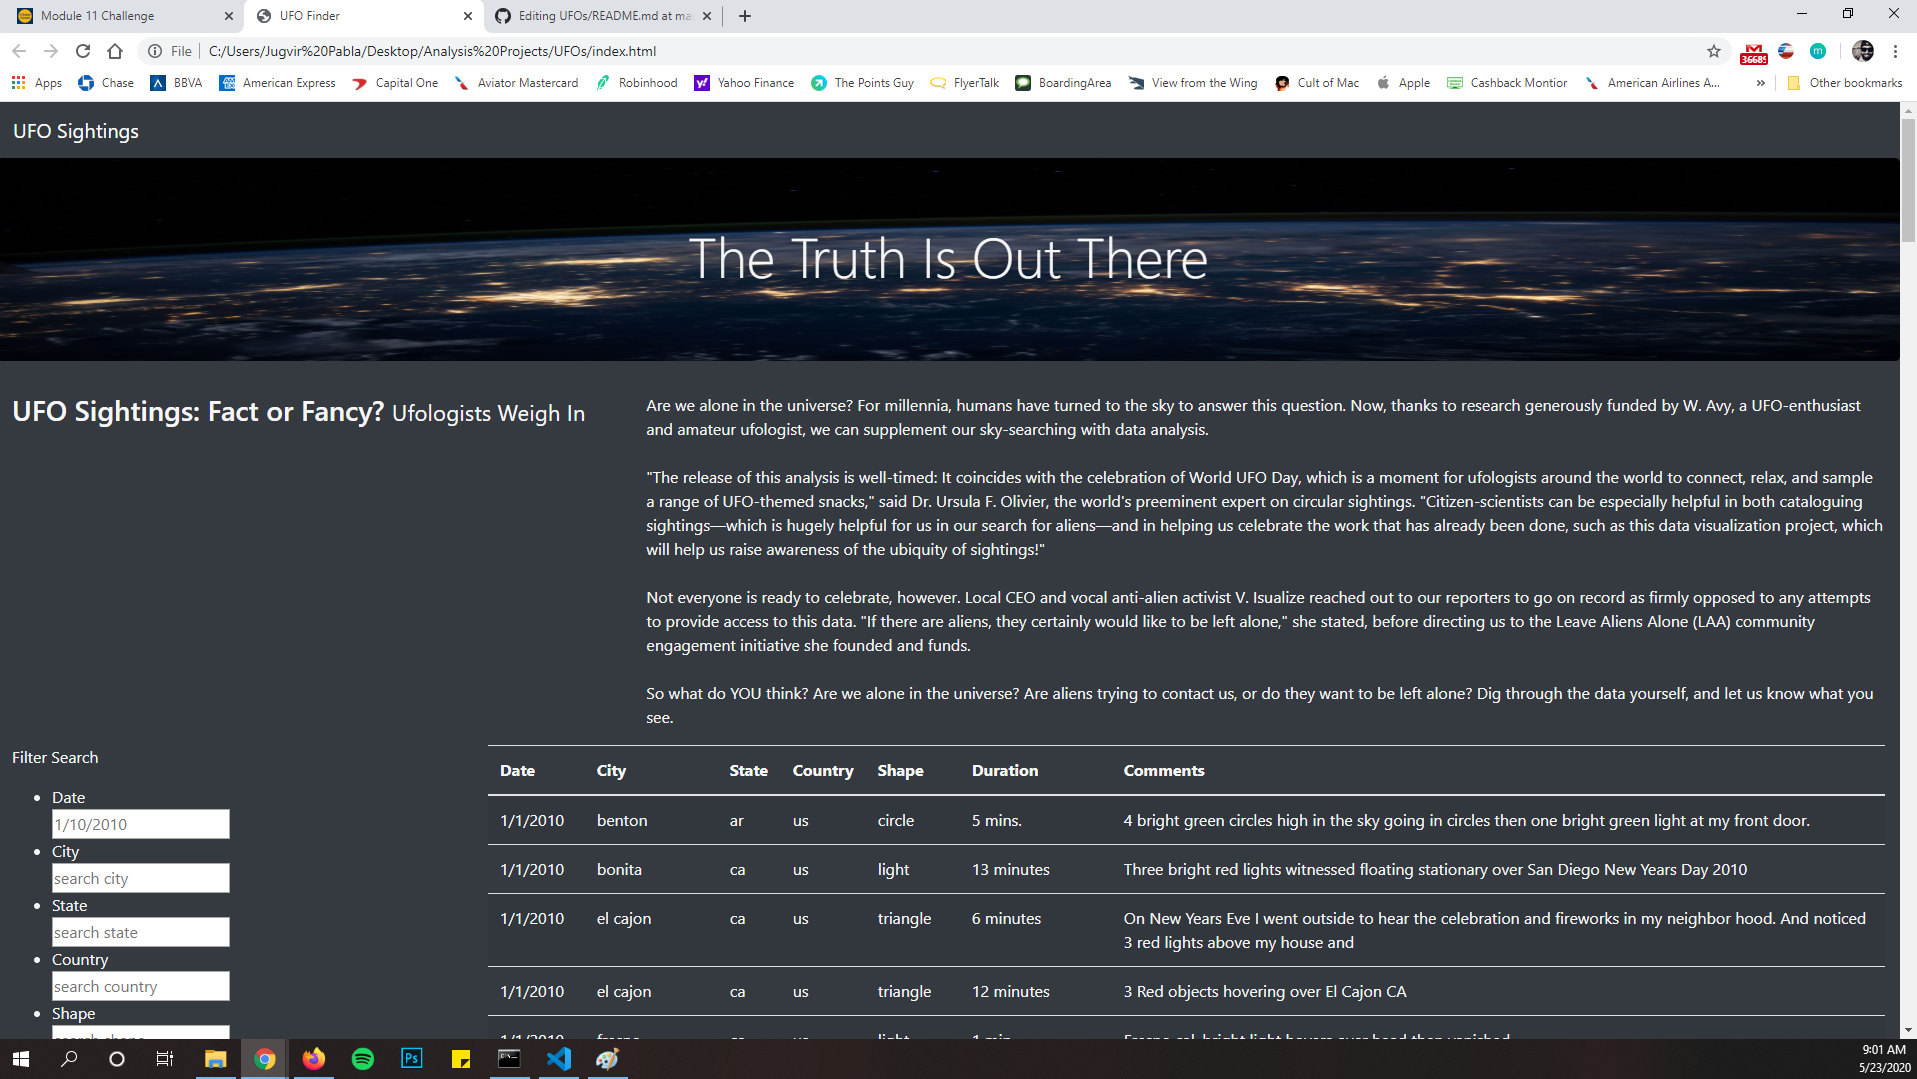 Module 11 Challenge
UFO Finder
Editing UFOs/README.md at mas
File
C:/Users/Jugvir%20Pabla/Desktop/Analysis%20Projects/UFOs/index.html
Apps
Chase
BBVA
American Express
Capital One
Aviator Mastercard
Robinhood
Yahoo Finance
The Points Guy
FlyerTalk
BoardingArea
View from the Wing
Cult of Mac
Apple
Cashback Montior
American Airlines A...
»
Other bookmarks
UFO Sightings
The Truth Is Out There
UFO Sightings: Fact or Fancy? Ufologists Weigh In
Are we alone in the universe? For millennia, humans have turned to the sky to answer this question. Now, thanks to research generously funded by W. Avy, a UFO-enthusiast
and amateur ufologist, we can supplement our sky-searching with data analysis.
"The release of this analysis is well-timed: It coincides with the celebration of World UFO Day, which is a moment for ufologists around the world to connect, relax, and sample
a range of UFO-themed snacks," said Dr. Ursula F. Olivier, the world's preeminent expert on circular sightings. "Citizen-scientists can be especially helpful in both cataloguing
sightings—which is hugely helpful for us in our search for aliens—and in helping us celebrate the work that has already been done, such as this data visualization project, which
will help us raise awareness of the ubiquity of sightings!"
Not everyone is ready to celebrate, however. Local CEO and vocal anti-alien activist V. Isualize reached out to our reporters to go on record as firmly opposed to any attempts
to provide access to this data. "If there are aliens, they certainly would like to be left alone," she stated, before directing us to the Leave Aliens Alone (LAA) community
engagement initiative she founded and funds.
So what do YOU think? Are we alone in the universe? Are aliens trying to contact us, or do they want to be left alone? Dig through the data yourself, and let us know what you
see.
Filter Search
Date
1/10/2010
City
search city
State
search state
Country
search country
Shape
search shape
Date City State Country Shape Duration Comments
1/1/2010 benton ar us circle 5 mins. 4 bright green circles high in the sky going in circles then one bright green light at my front door.
1/1/2010 bonita ca us light 13 minutes Three bright red lights witnessed floating stationary over San Diego New Years Day 2010
1/1/2010 el cajon ca us triangle 6 minutes On New Years Eve I went outside to hear the celebration and fireworks in my neighbor hood. And noticed
3 red lights above my house and
1/1/2010 el cajon ca us triangle 12 minutes 3 Red objects hovering over El Cajon CA
1/1/2010 fresno ca us light 1 min
Ps
9:01 AM
5/23/2020